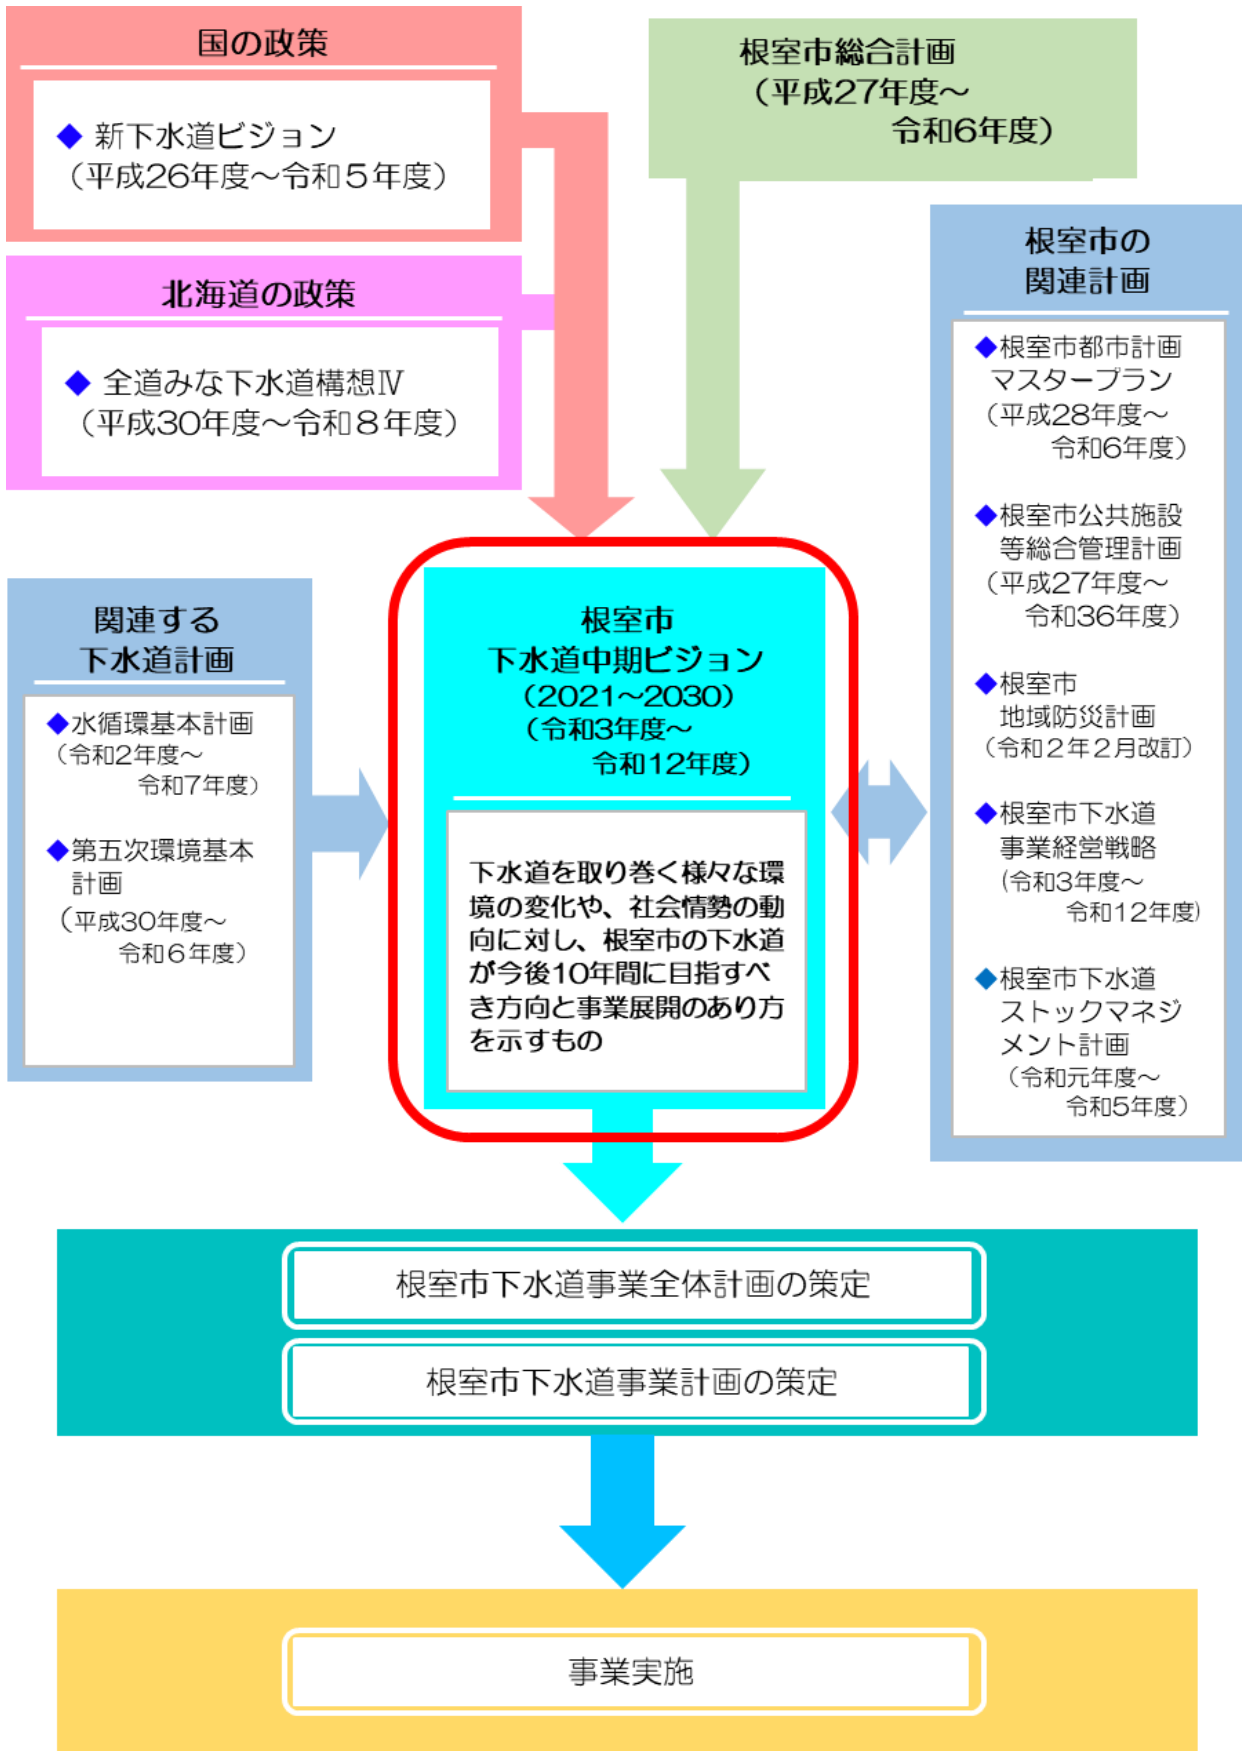 国の政策
◆ 新下水道ビジョン
（平成26年度～令和５年度）
北海道の政策
◆ 全道みな下水道構想Ⅳ
（平成30年度～令和８年度）
根室市総合計画
（平成27年度～
令和6年度）
根室市の
関連計画
◆根室市都市計画
マスタープラン
（平成28年度～
令和6年度）
◆根室市公共施設
等総合管理計画
（平成27年度～
令和36年度）
◆根室市
地域防災計画
（令和２年２月改訂）
◆根室市下水道
事業経営戦略
（令和3年度～
令和12年度）
◆根室市下水道
ストックマネジ
メント計画
（令和元年度～
令和5年度）
関連する
下水道計画
◆水循環基本計画
（令和2年度～
令和7年度）
◆第五次環境基本
計画
（平成30年度～
令和６年度）
根室市
下水道中期ビジョン
（2021～2030）
（令和3年度～
令和12年度）
下水道を取り巻く様々な環
境の変化や、社会情勢の動
向に対し、根室市の下水道
が今後10年間に目指すべ
き方向と事業展開のあり方
を示すもの
根室市下水道事業全体計画の策定
根室市下水道事業計画の策定
事業実施